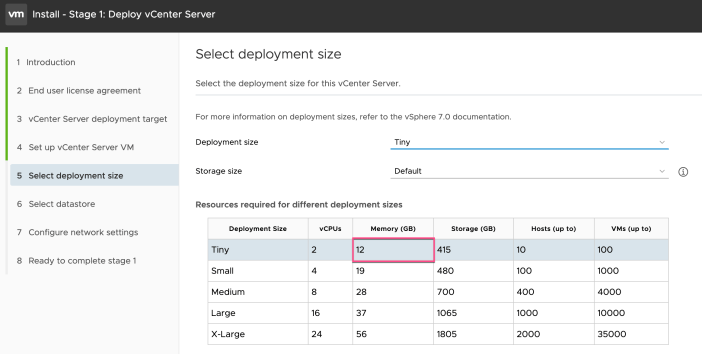 vm Install - Stage 1: Deploy vCenter Server
1 Introduction
2 End user license agreement
3 vCenter Server deployment target
4 Set up vCenter Server VM
5 Select deployment size
6 Select datastore
7 Configure network settings
8 Ready to complete stage 1
Select deployment size
Select the deployment size for this vCenter Server.
For more information on deployment sizes, refer to the vSphere 7.0 documentation.
Deployment size Tiny
Storage size Default
Resources required for different deployment sizes
Deployment Size vCPUs Memory (GB) Storage (GB) Hosts (up to) VMs (up to)
Tiny 2 12 415 10 100
Small 4 19 480 100 1000
Medium 8 28 700 400 4000
Large 16 37 1065 1000 10000
X-Large 24 56 1805 2000 35000